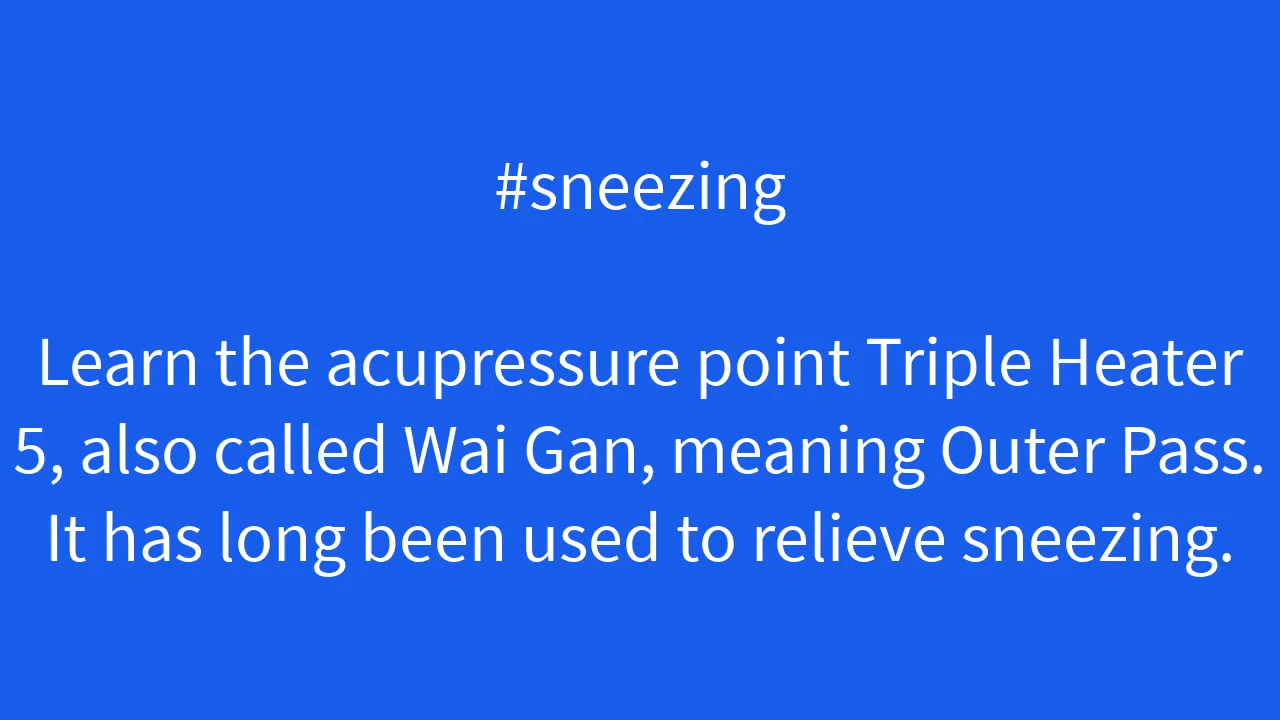 #sneezing
Learn the acupressure point Triple Heater
5, also called Wai Gan, meaning Outer Pass.
It has long been used to relieve sneezing.